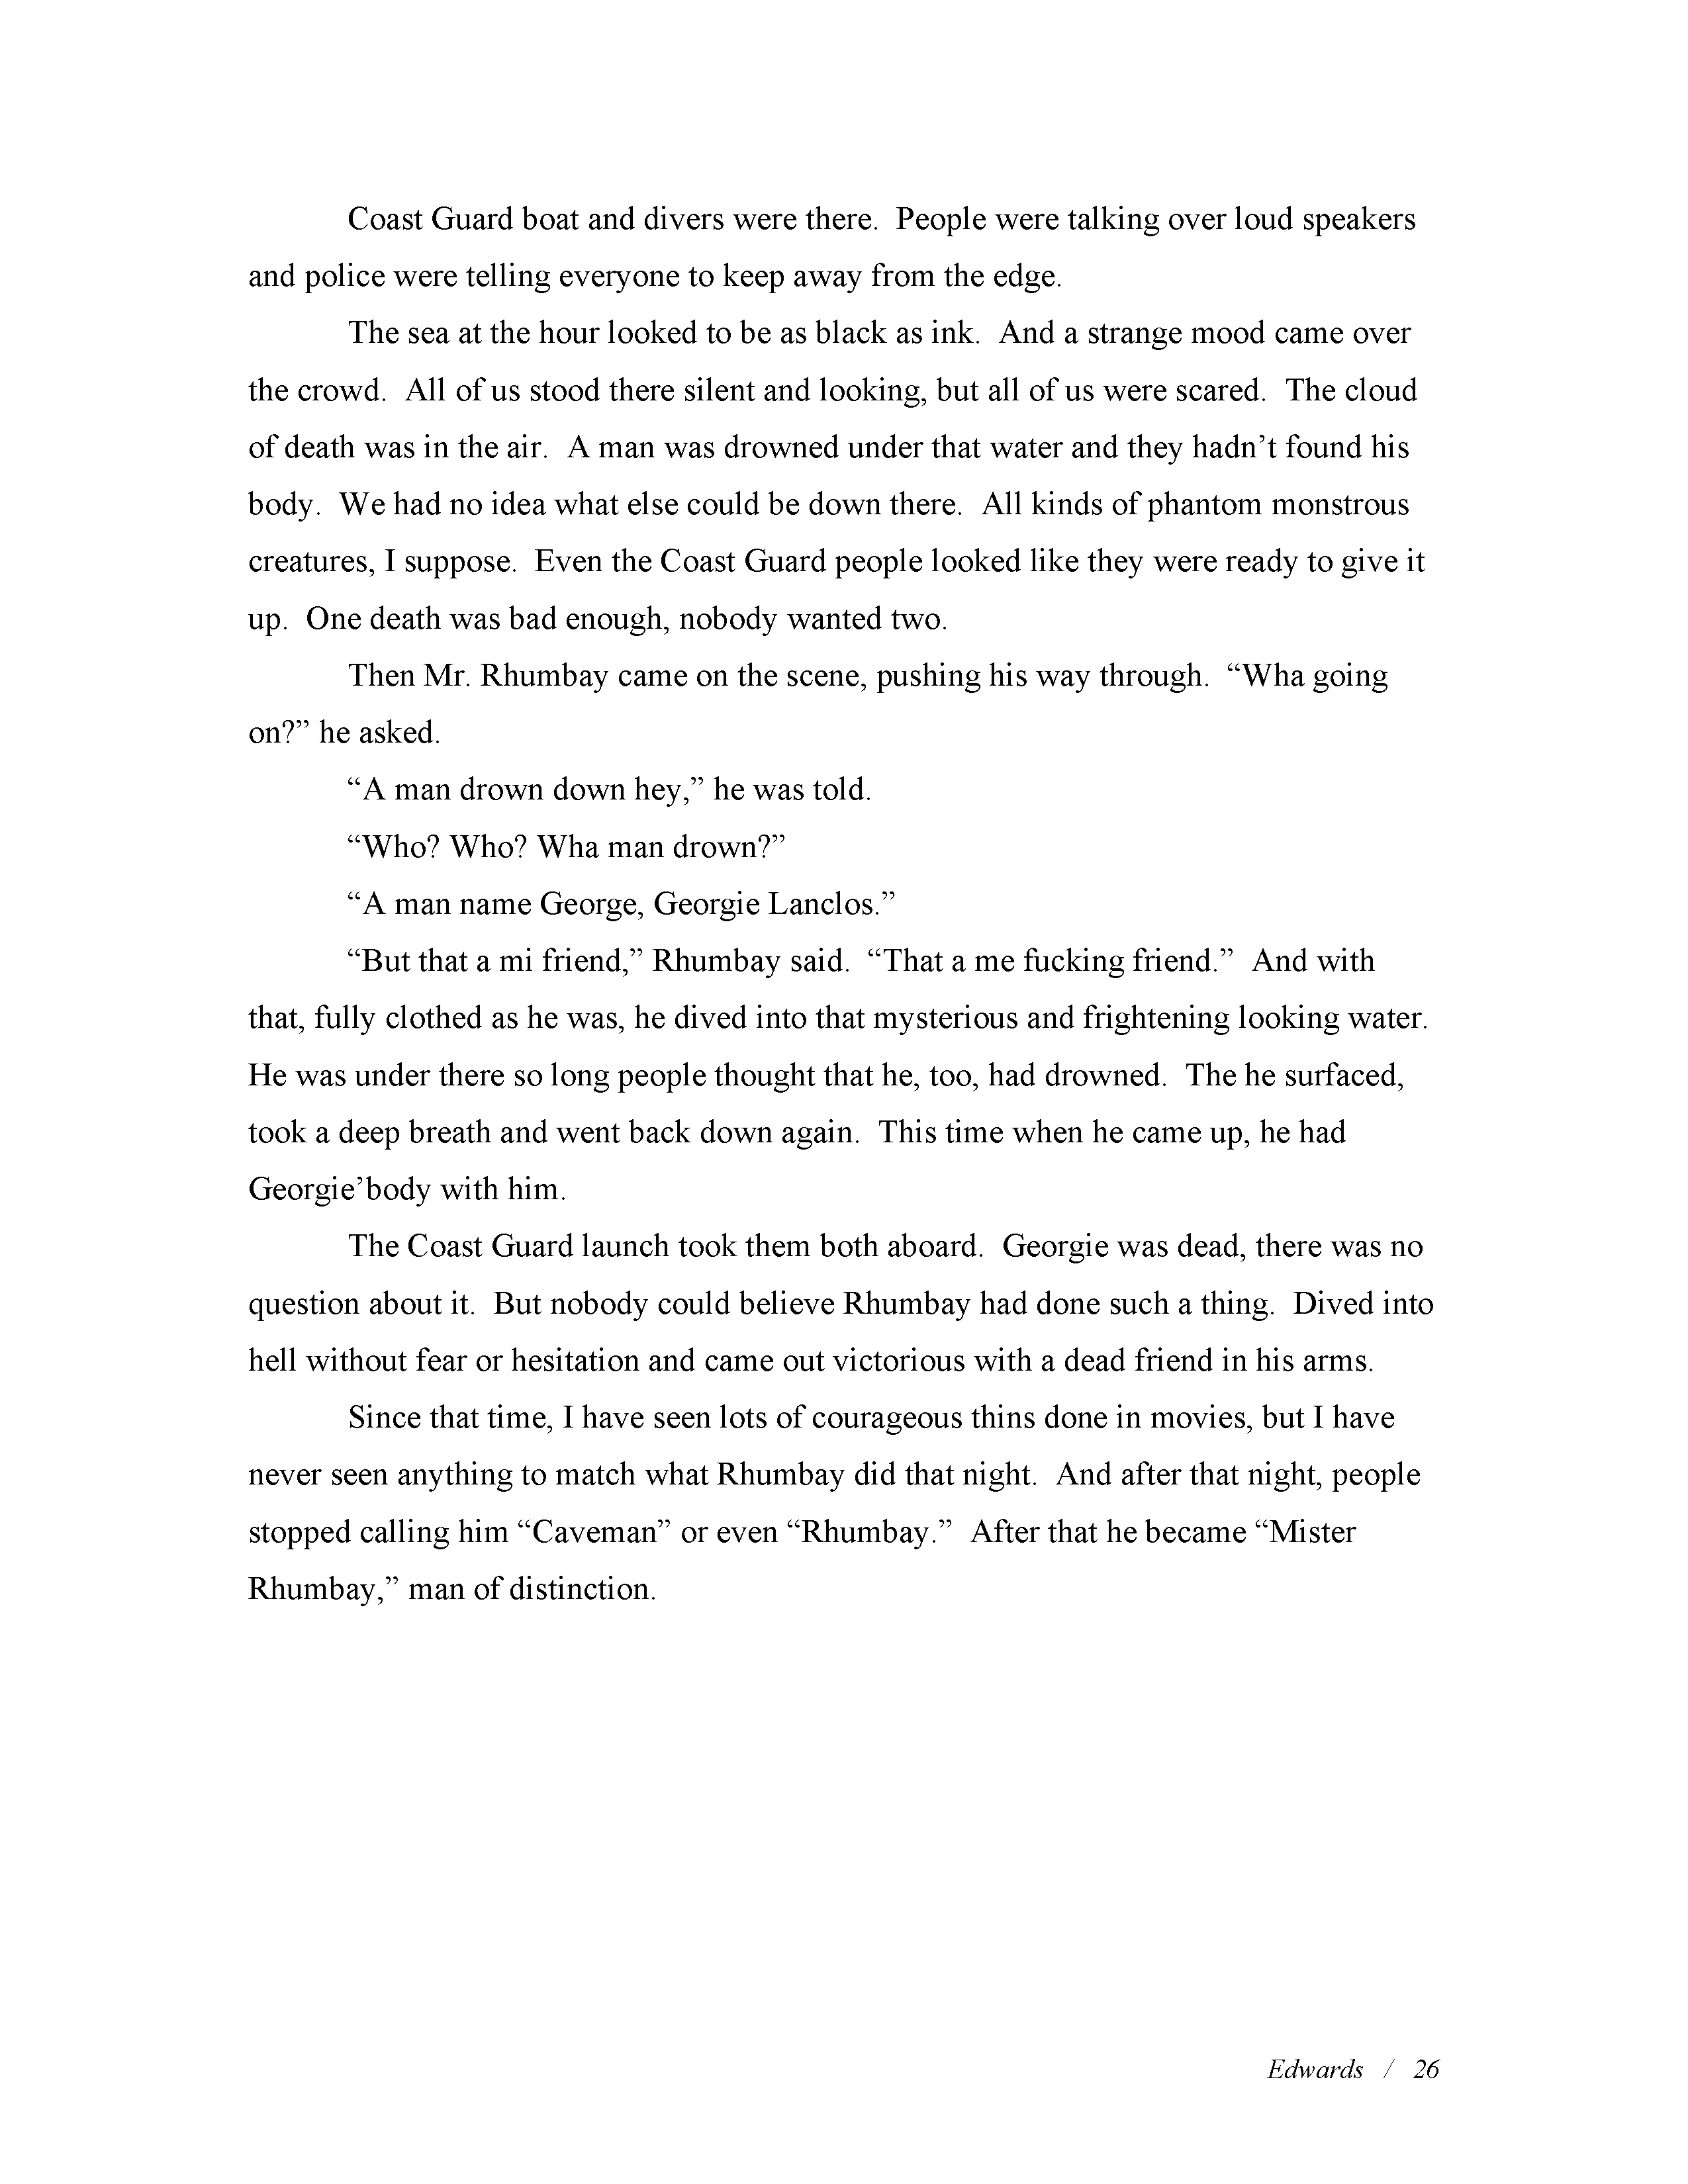 Coast Guard boat and divers were there.  People were talking over loud speakers
and police were telling everyone to keep away from the edge.
The sea at the hour looked to be as black as ink.  And a strange mood came over
the crowd.  All of us stood there silent and looking, but all of us were scared.  The cloud
of death was in the air.  A man was drowned under that water and they hadn’t found his
body.  We had no idea what else could be down there.  All kinds of phantom monstrous
creatures, I suppose.  Even the Coast Guard people looked like they were ready to give it
up.  One death was bad enough, nobody wanted two.
Then Mr. Rhumbay came on the scene, pushing his way through.  “Wha going
on?” he asked.
“A man drown down hey,” he was told.
“Who? Who? Wha man drown?”
“A man name George, Georgie Lanclos.”
“But that a mi friend,” Rhumbay said.  “That a me fucking friend.”  And with
that, fully clothed as he was, he dived into that mysterious and frightening looking water.
He was under there so long people thought that he, too, had drowned.  The he surfaced,
took a deep breath and went back down again.  This time when he came up, he had
Georgie’body with him.
The Coast Guard launch took them both aboard.  Georgie was dead, there was no
question about it.  But nobody could believe Rhumbay had done such a thing.  Dived into
hell without fear or hesitation and came out victorious with a dead friend in his arms.
Since that time, I have seen lots of courageous thins done in movies, but I have
never seen anything to match what Rhumbay did that night.  And after that night, people
stopped calling him “Caveman” or even “Rhumbay.”  After that he became “Mister
Rhumbay,” man of distinction.
Edwards / 26